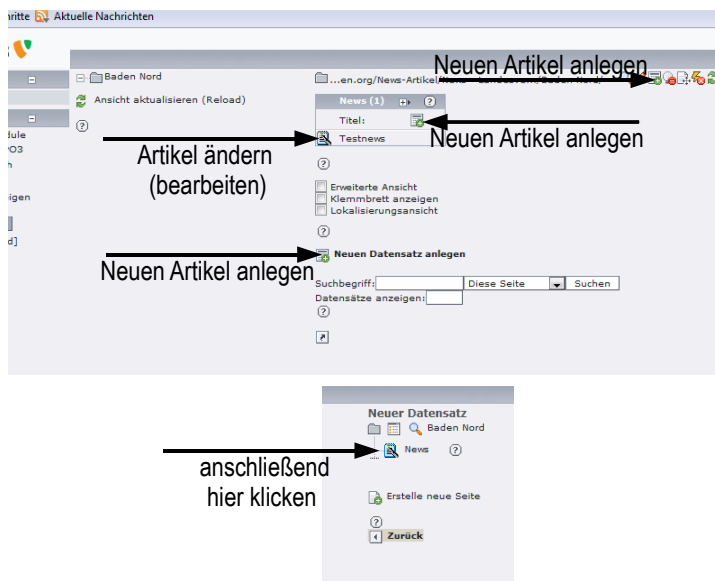 ritte Aktuelle Nachrichten
Neuen Artikel anlegen
Baden Nord
...en.org/News-Artikel/
Ansicht aktualisieren (Reload)
News (1)
Titel:
Neuen Artikel anlegen
Testnews
Artikel ändern
(bearbeiten)
dule
O3
h
igen
d]
Erweiterte Ansicht
Klemmbrett anzeigen
Lokalisierungsansicht
Neuen Datensatz anlegen
Neuen Artikel anlegen
Suchbegriff: Diese Seite Suchen
Datensätze anzeigen:
Neuer Datensatz
Baden Nord
News
anschließend
hier klicken
Erstelle neue Seite
Zurück